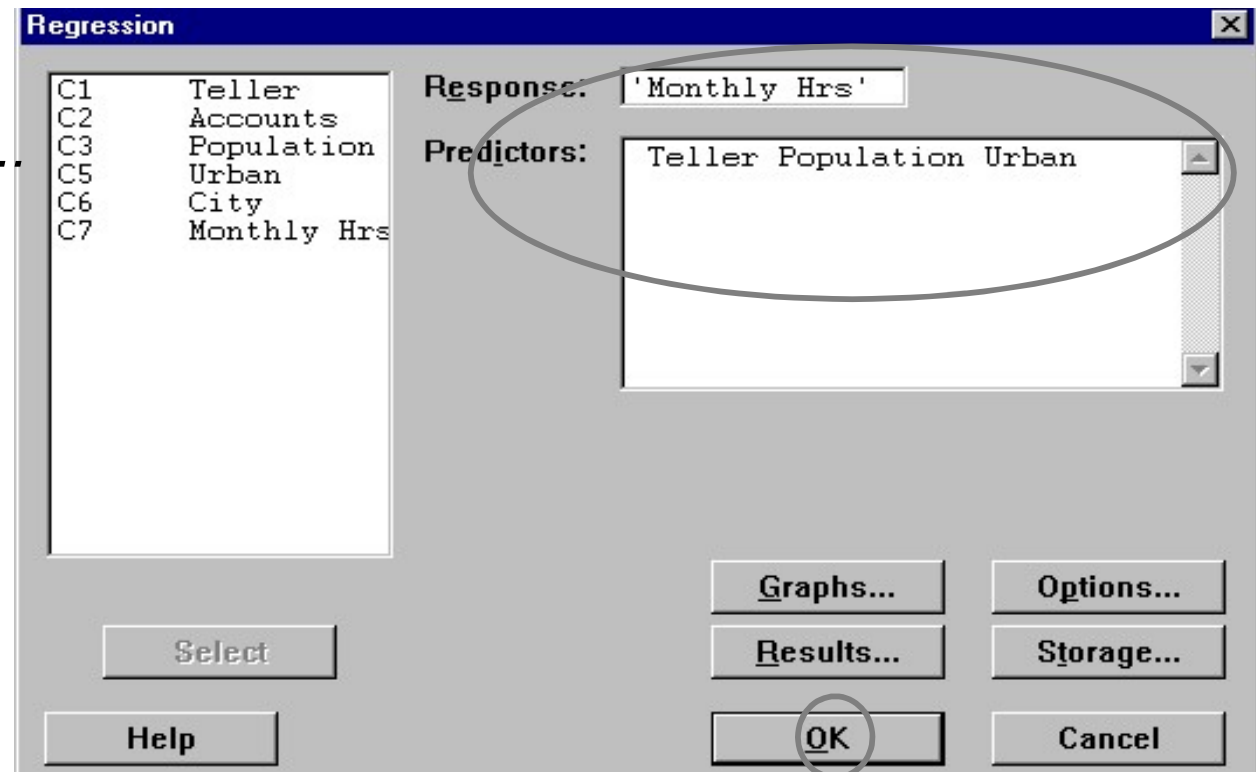 Regression
C1 Teller
C2 Accounts
C3 Population
C5 Urban
C6 City
C7 Monthly Hrs
Response: 'Monthly Hrs'
Predictors: Teller Population Urban
Graphs... Options...
Select Results... Storage...
Help OK Cancel